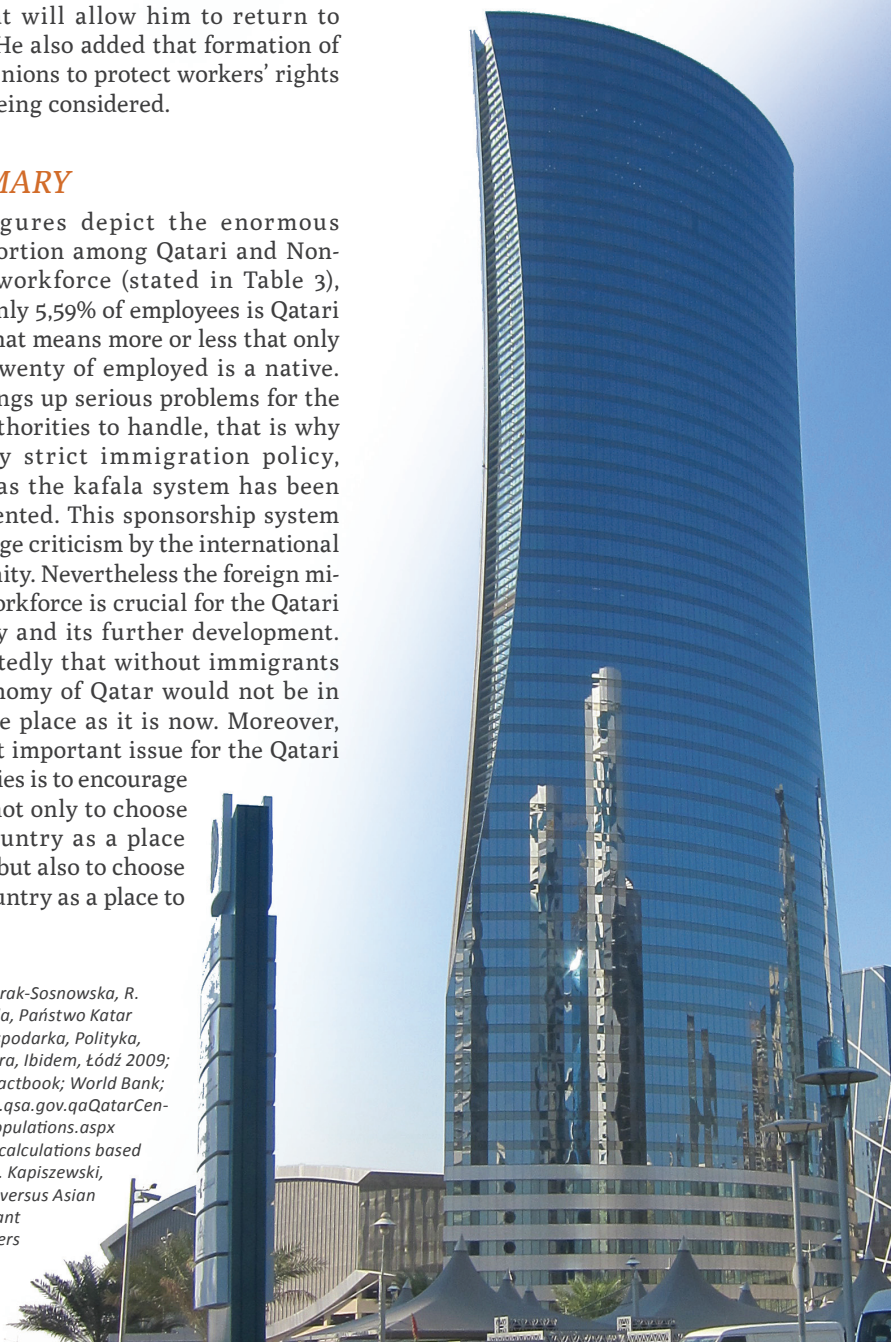 it will allow him to return to
He also added that formation of
nions to protect workers’ rights
eing considered.
MARY
gures depict the enormous
ortion among Qatari and Non-
workforce (stated in Table 3),
nly 5,59% of employees is Qatari
hat means more or less that only
wenty of employed is a native.
ngs up serious problems for the
thorities to handle, that is why
y strict immigration policy,
as the kafala system has been
ented. This sponsorship system
ge criticism by the international
nity. Nevertheless the foreign mi-
orkforce is crucial for the Qatari
y and its further development.
tedly that without immigrants
nomy of Qatar would not be in
e place as it is now. Moreover,
t important issue for the Qatari
ies is to encourage
not only to choose
untry as a place
but also to choose
untry as a place to
rak-Sosnowska, R.
a, Państwo Katar
spodarka, Polityka,
ra, Ibidem, Łódź 2009;
actbook; World Bank;
.qsa.gov.qaQatarCen-
opulations.aspx
calculations based
. Kapiszewski,
versus Asian
ant
ers